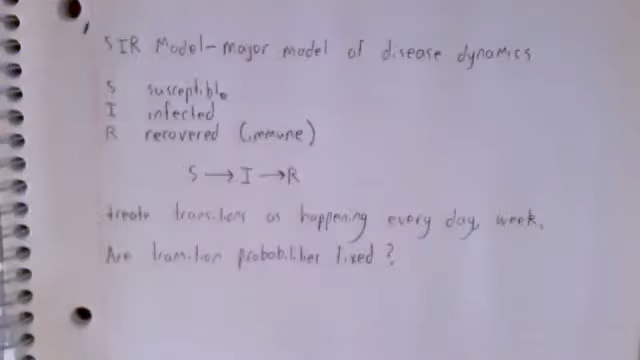 SIR Model - major model of disease dynamics
S susceptible
I infected
R recovered (immune)
S → I → R
treate transitions as happening every day, week,
Are transition probabilities fixed?